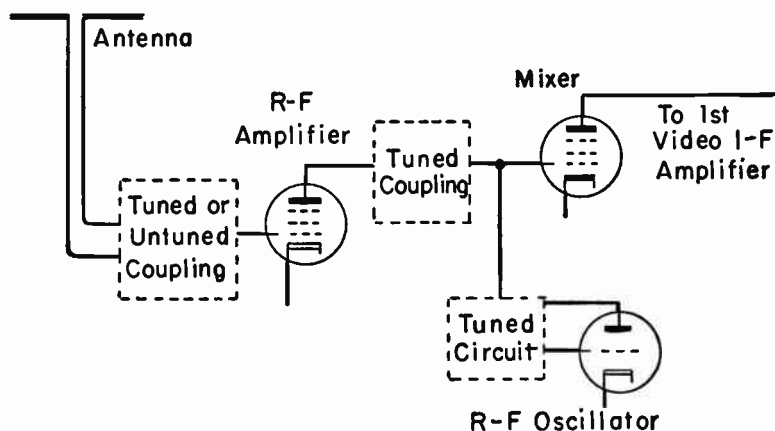 Antenna
R-F
Amplifier
Mixer
To 1st
Video I-F
Amplifier
Tuned
Coupling
Tuned or
Untuned
Coupling
Tuned
Circuit
R-F Oscillator